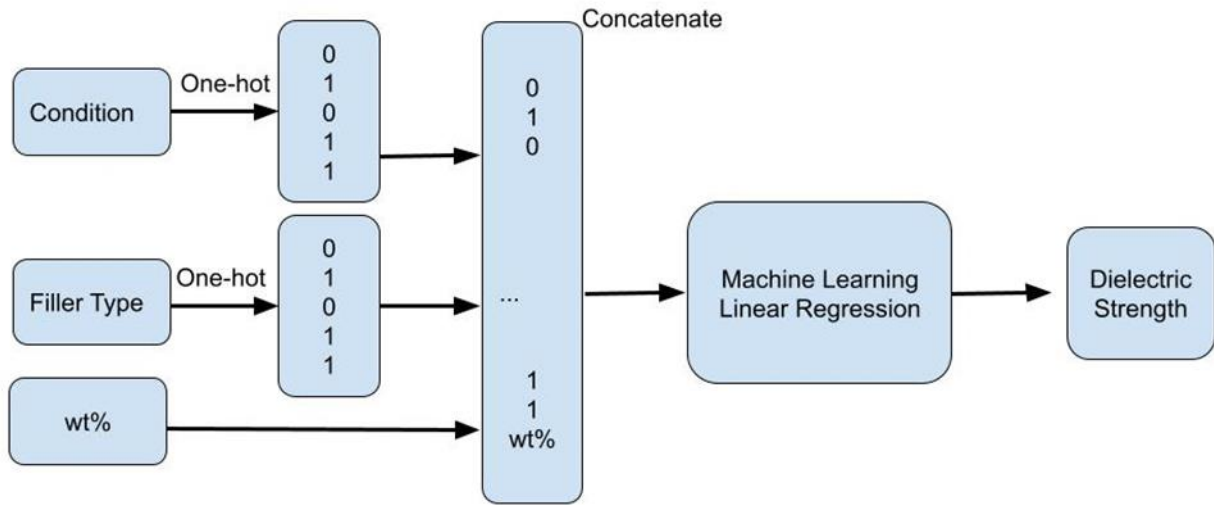 Concatenate
Condition
One-hot
0
1
0
1
1
Filler Type
One-hot
0
1
0
1
1
wt%
0
1
0
...
1
1
wt%
Machine Learning
Linear Regression
Dielectric
Strength